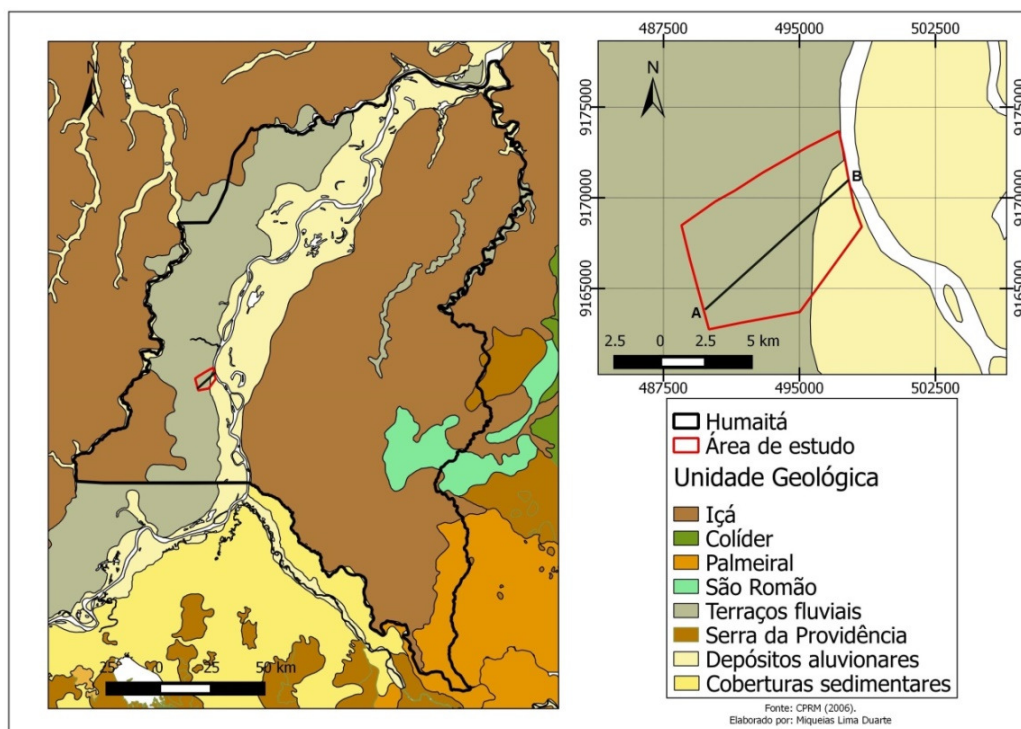 N
25 0 25 50 km
487500 495000 502500
N
9175000 9175000
B
9170000 9170000
9165000 9165000
A
2.5 0 2.5 5 km
487500 495000 502500
Humaitá
Área de estudo
Unidade Geológica
Içá
Colíder
Palmeiral
São Romão
Terraços fluviais
Serra da Providência
Depósitos aluvionares
Coberturas sedimentares
Fonte: CPRM (2006).
Elaborado por: Miqueias Lima Duarte